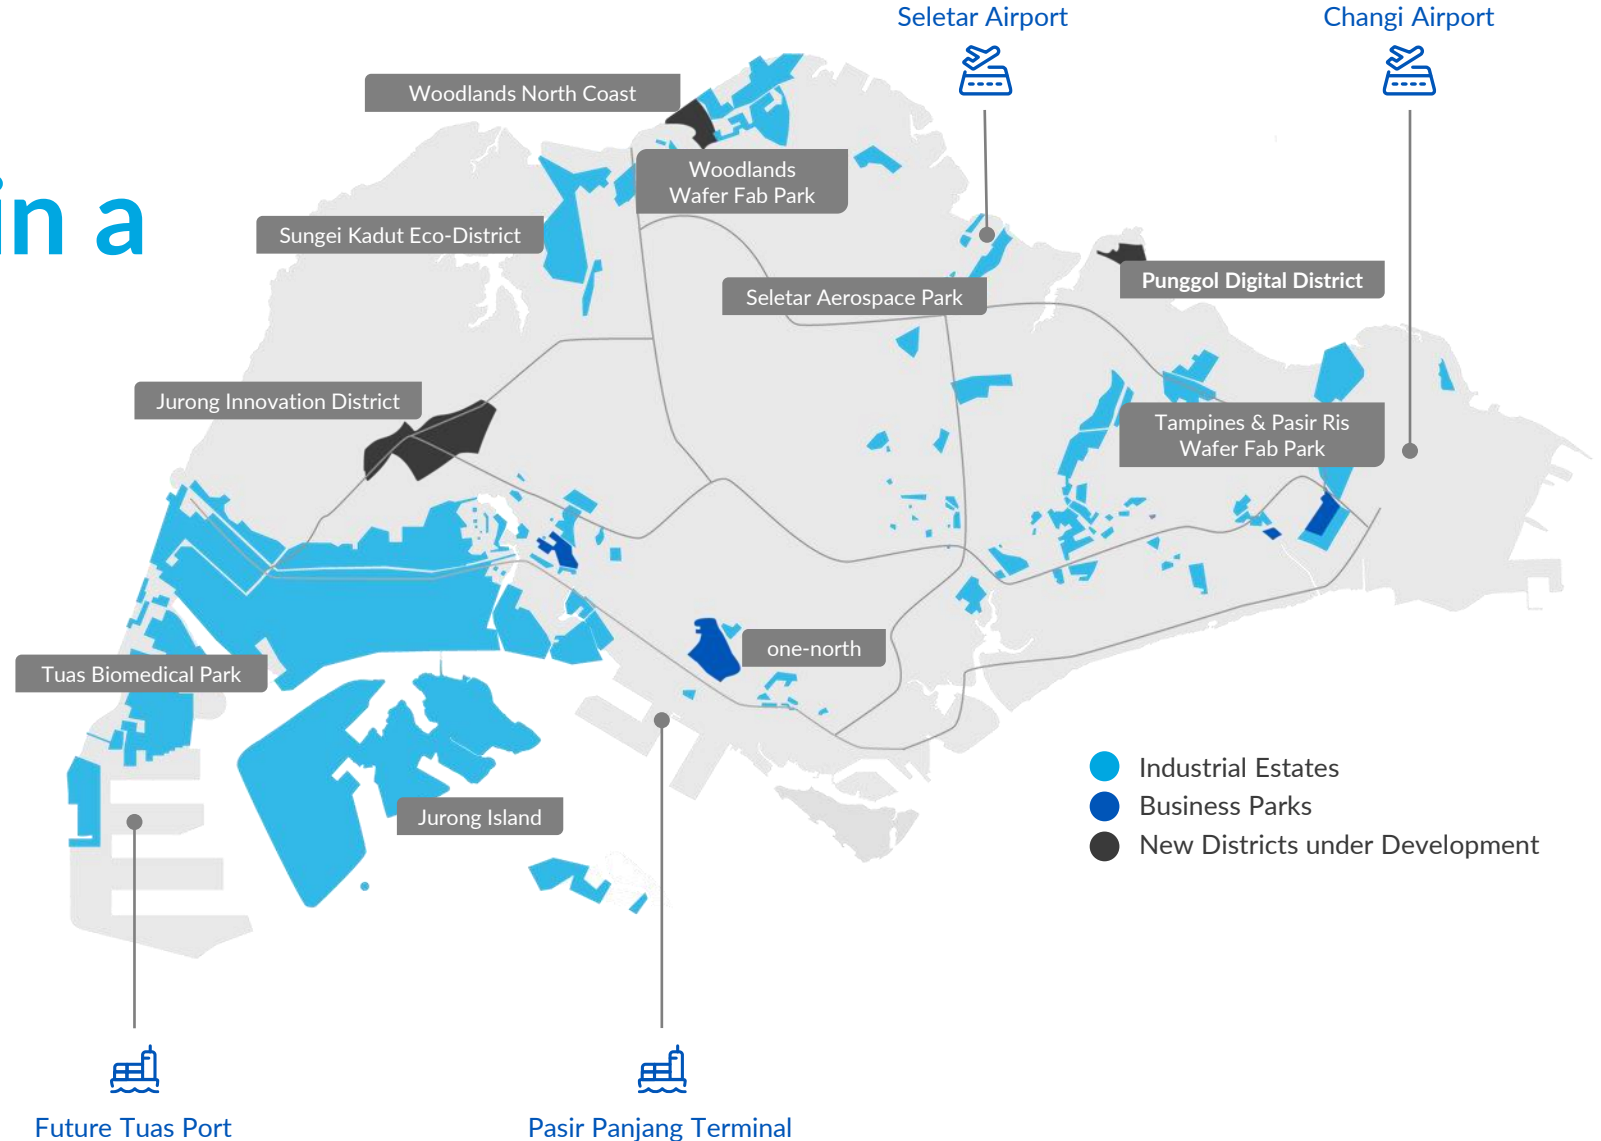 Seletar Airport
Changi Airport
Woodlands North Coast
Woodlands
Wafer Fab Park
in a
Sungei Kadut Eco-District
Punggol Digital District
Seletar Aerospace Park
Jurong Innovation District
Tampines & Pasir Ris
Wafer Fab Park
one-north
Tuas Biomedical Park
Industrial Estates
Business Parks
Jurong Island
New Districts under Development
Future Tuas Port
Pasir Panjang Terminal